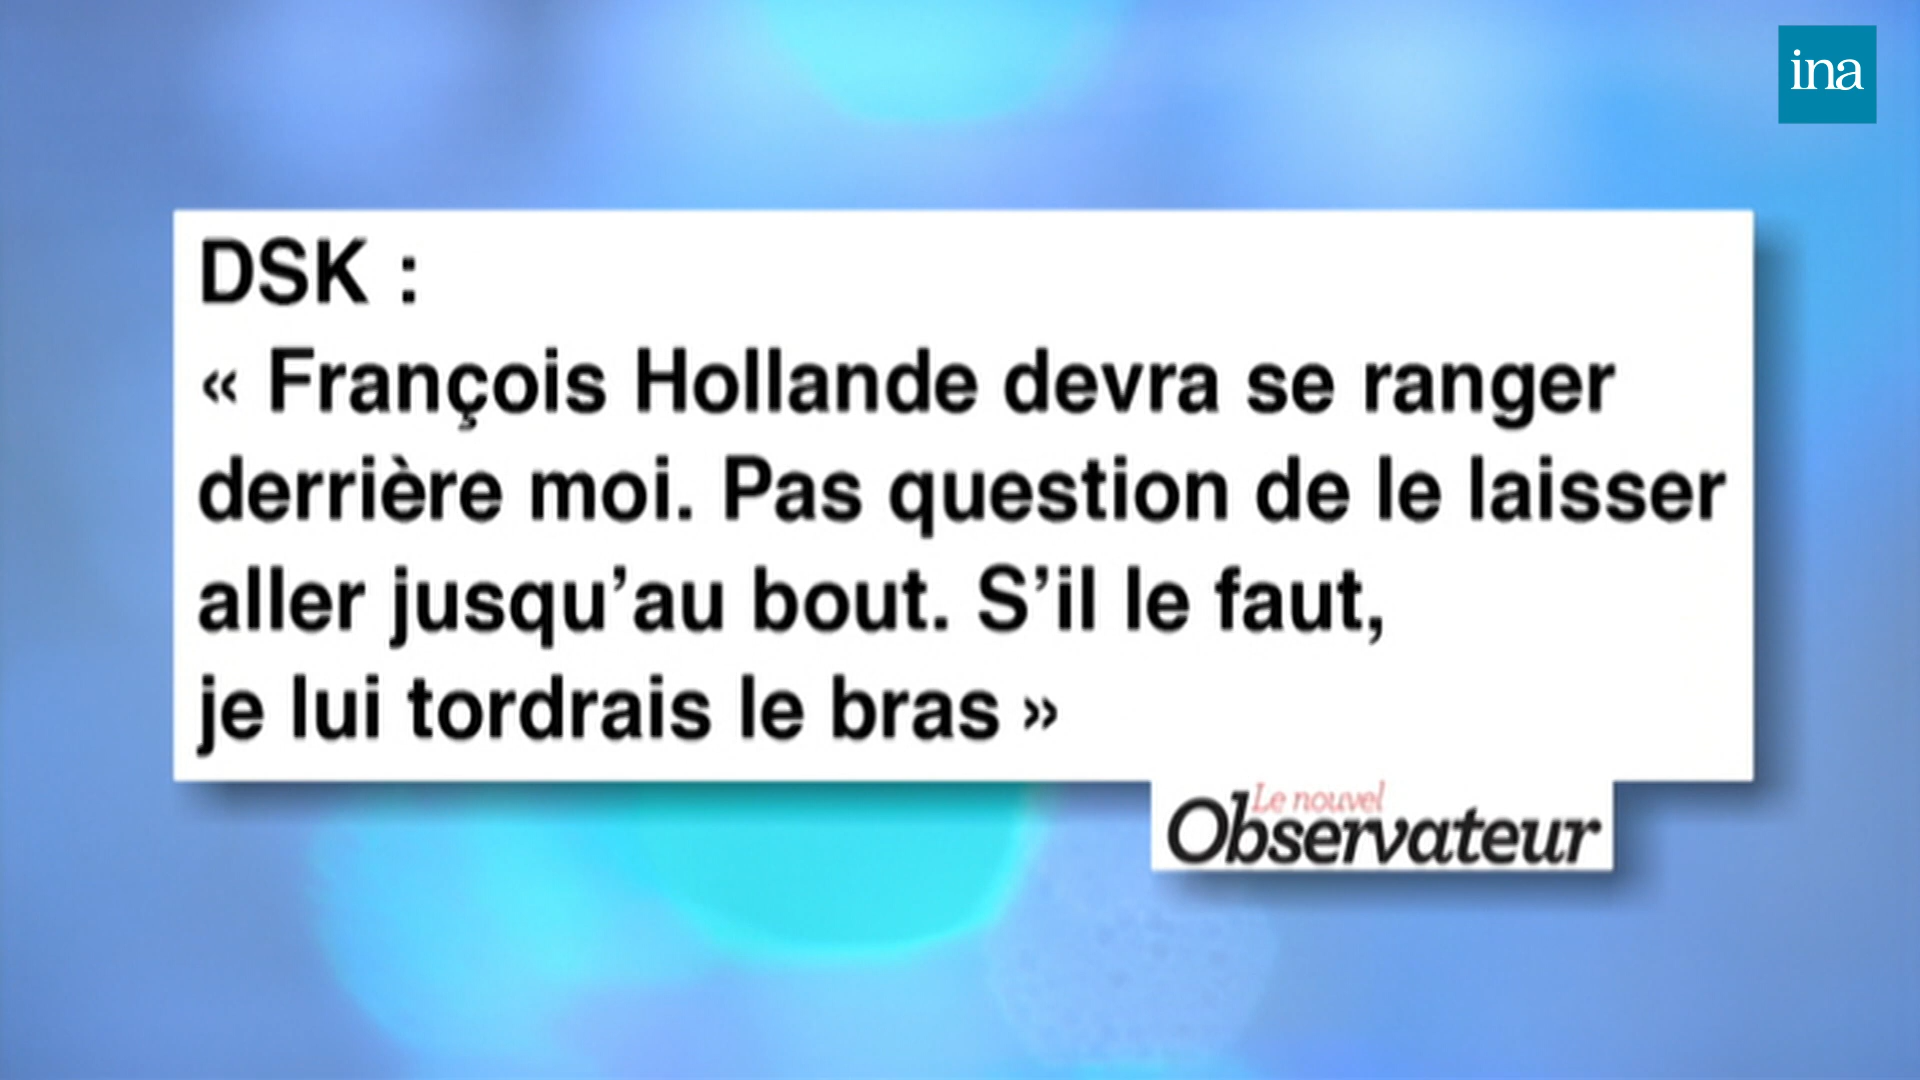 ina
DSK :
« François Hollande devra se ranger
derrière moi. Pas question de le laisser
aller jusqu’au bout. S’il le faut,
je lui tordrais le bras »
Le nouvel
Observateur